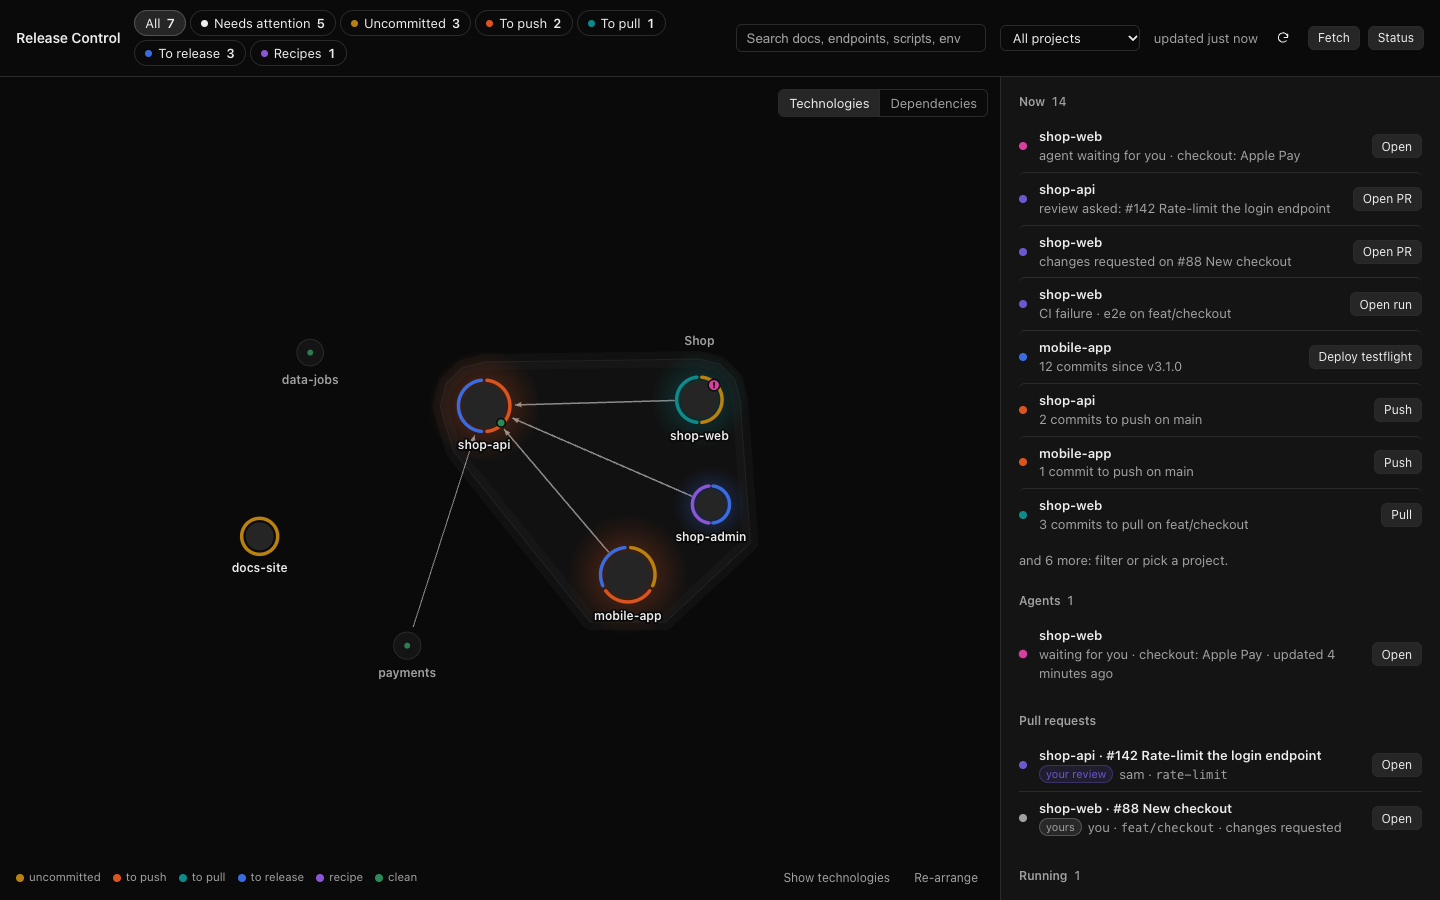 Release Control
All 7
Needs attention 5
Uncommitted 3
To push 2
To pull 1
To release 3
Recipes 1
Search docs, endpoints, scripts, env
All projects
updated just now
Fetch
Status
Technologies
Dependencies
Shop
data-jobs
shop-api
shop-web
shop-admin
docs-site
mobile-app
payments
uncommitted
to push
to pull
to release
recipe
clean
Show technologies
Re-arrange
Now 14
shop-web
agent waiting for you · checkout: Apple Pay
Open
shop-api
review asked: #142 Rate-limit the login endpoint
Open PR
shop-web
changes requested on #88 New checkout
Open PR
shop-web
CI failure · e2e on feat/checkout
Open run
mobile-app
12 commits since v3.1.0
Deploy testflight
shop-api
2 commits to push on main
Push
mobile-app
1 commit to push on main
Push
shop-web
3 commits to pull on feat/checkout
Pull
and 6 more: filter or pick a project.
Agents 1
shop-web
waiting for you · checkout: Apple Pay · updated 4
minutes ago
Open
Pull requests
shop-api · #142 Rate-limit the login endpoint
your review sam · rate-limit
Open
shop-web · #88 New checkout
yours you · feat/checkout · changes requested
Open
Running 1